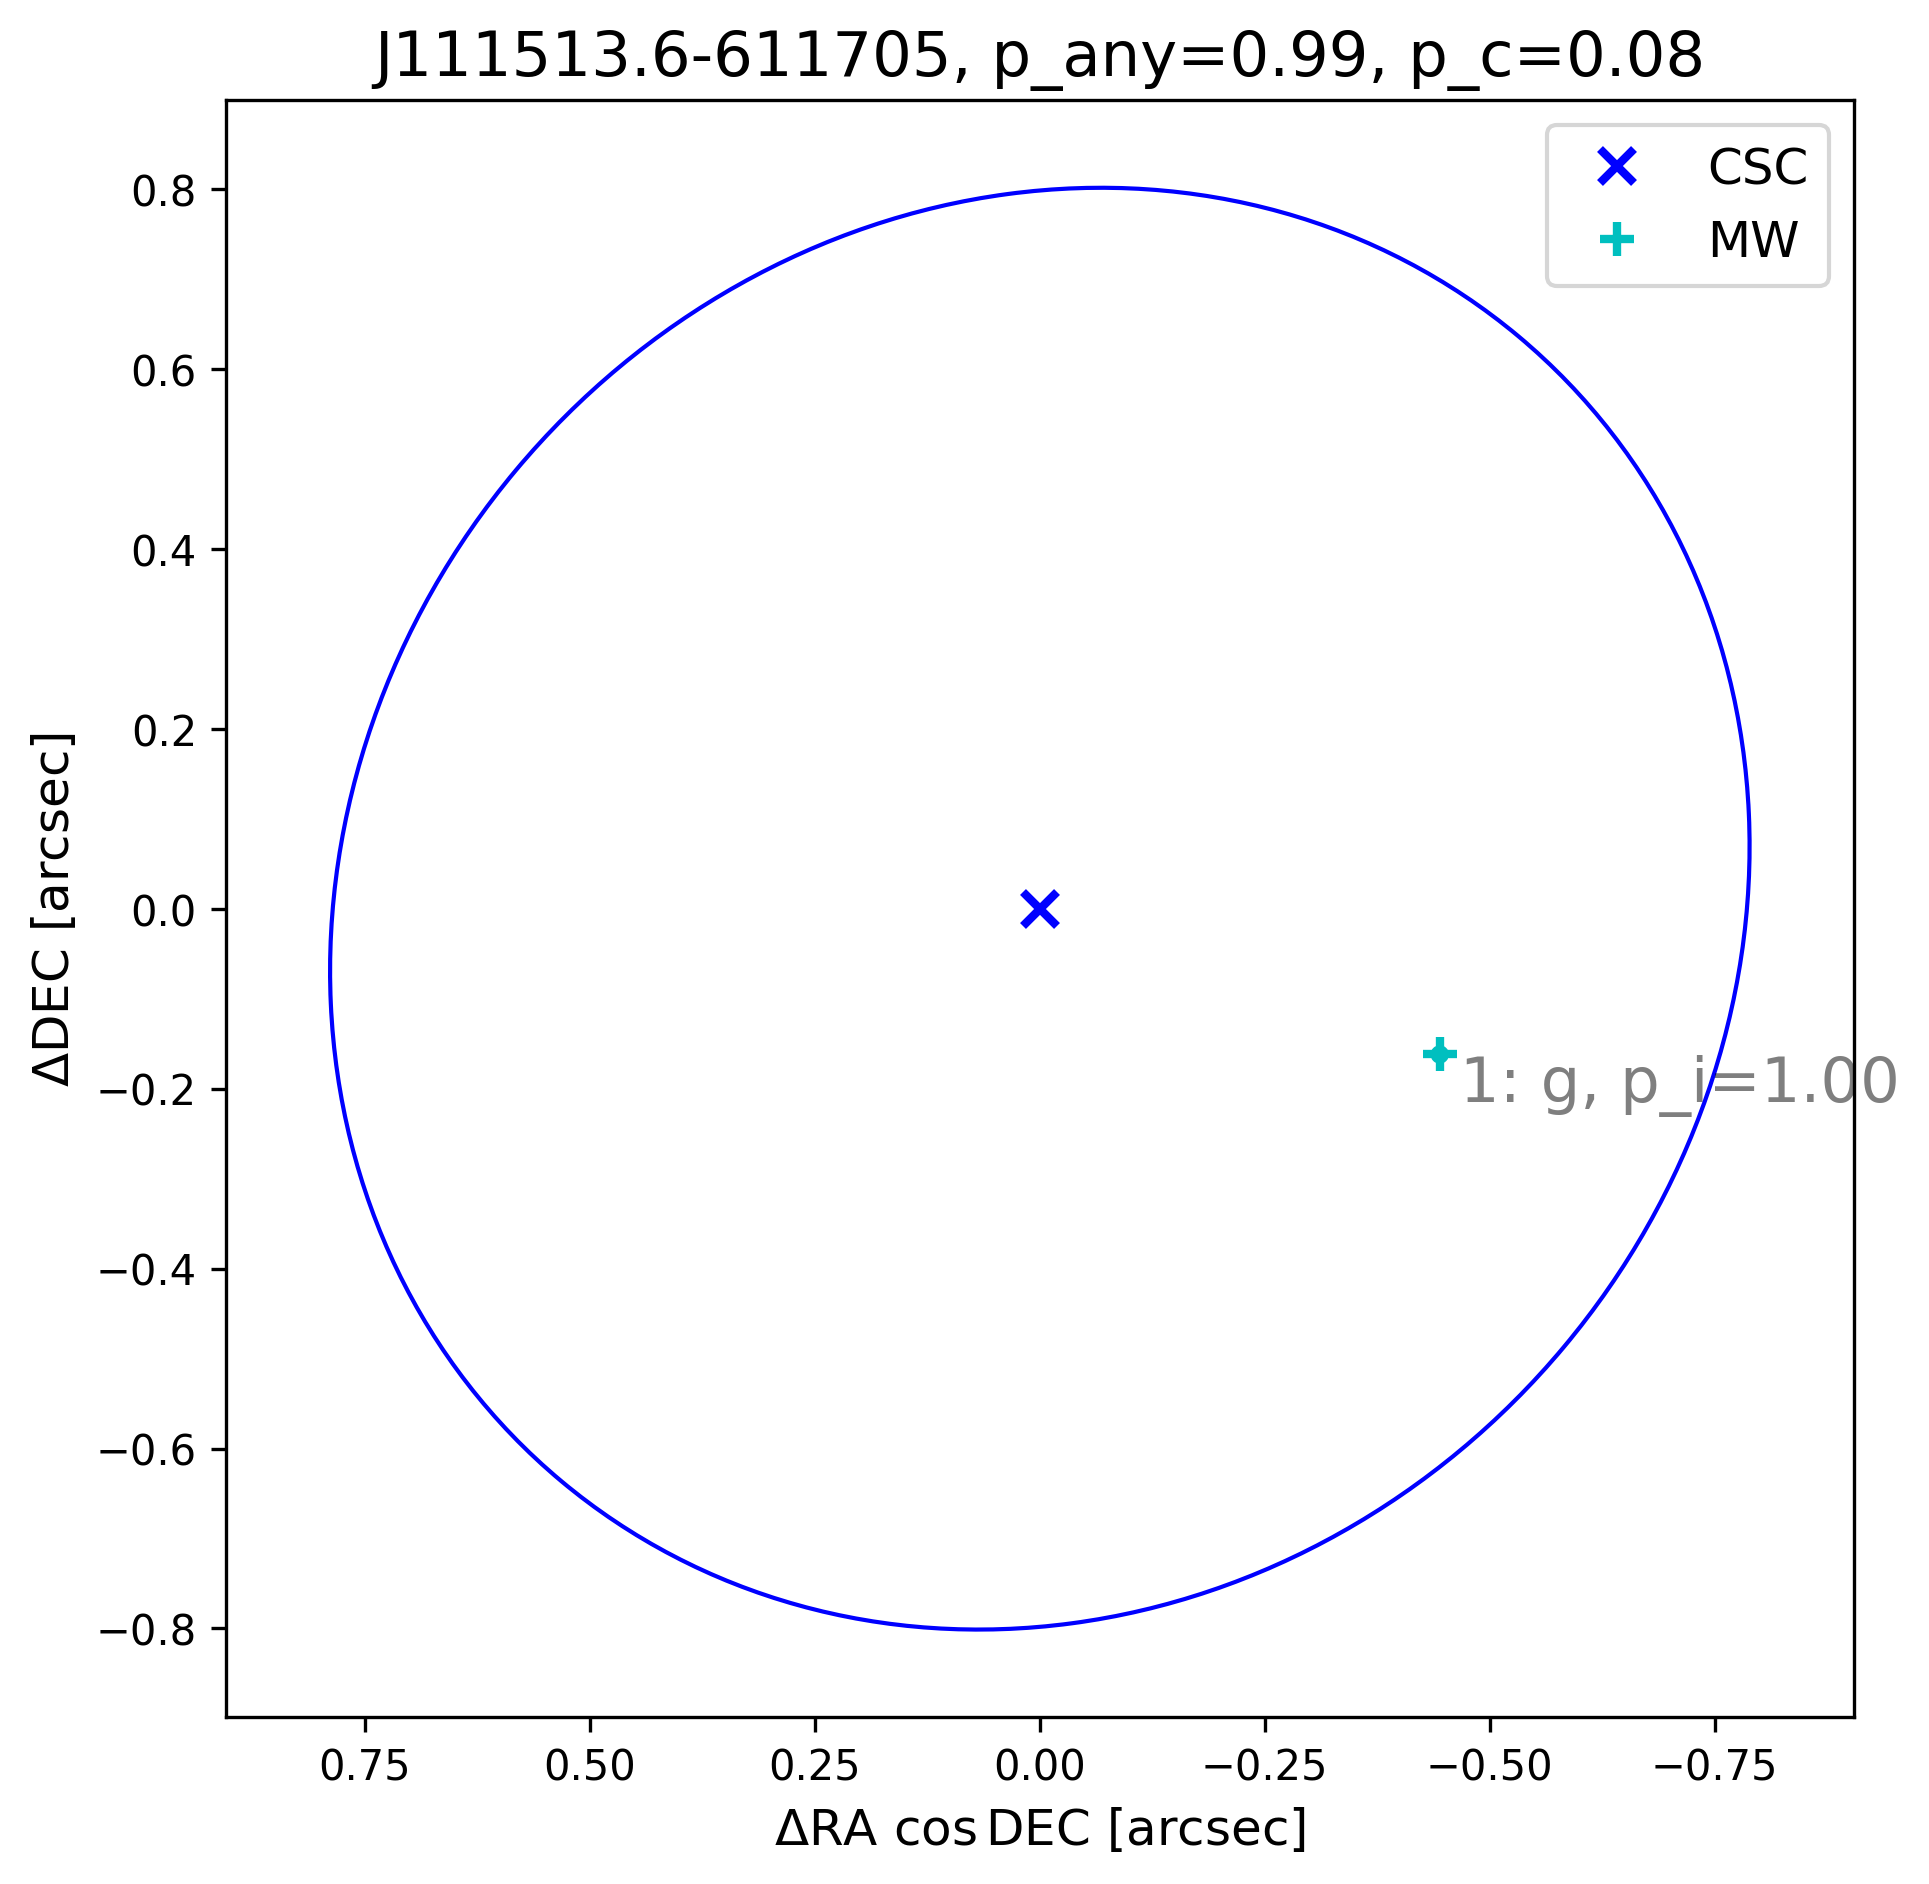 J111513.6-611705, p_any=0.99, p_c=0.08
CSC
MW
0.8
0.6
0.4
0.2
0.0
−0.2
−0.4
−0.6
−0.8
ΔDEC [arcsec]
1: g, p_i=1.00
0.75 0.50 0.25 0.00 −0.25 −0.50 −0.75
ΔRA cos DEC [arcsec]